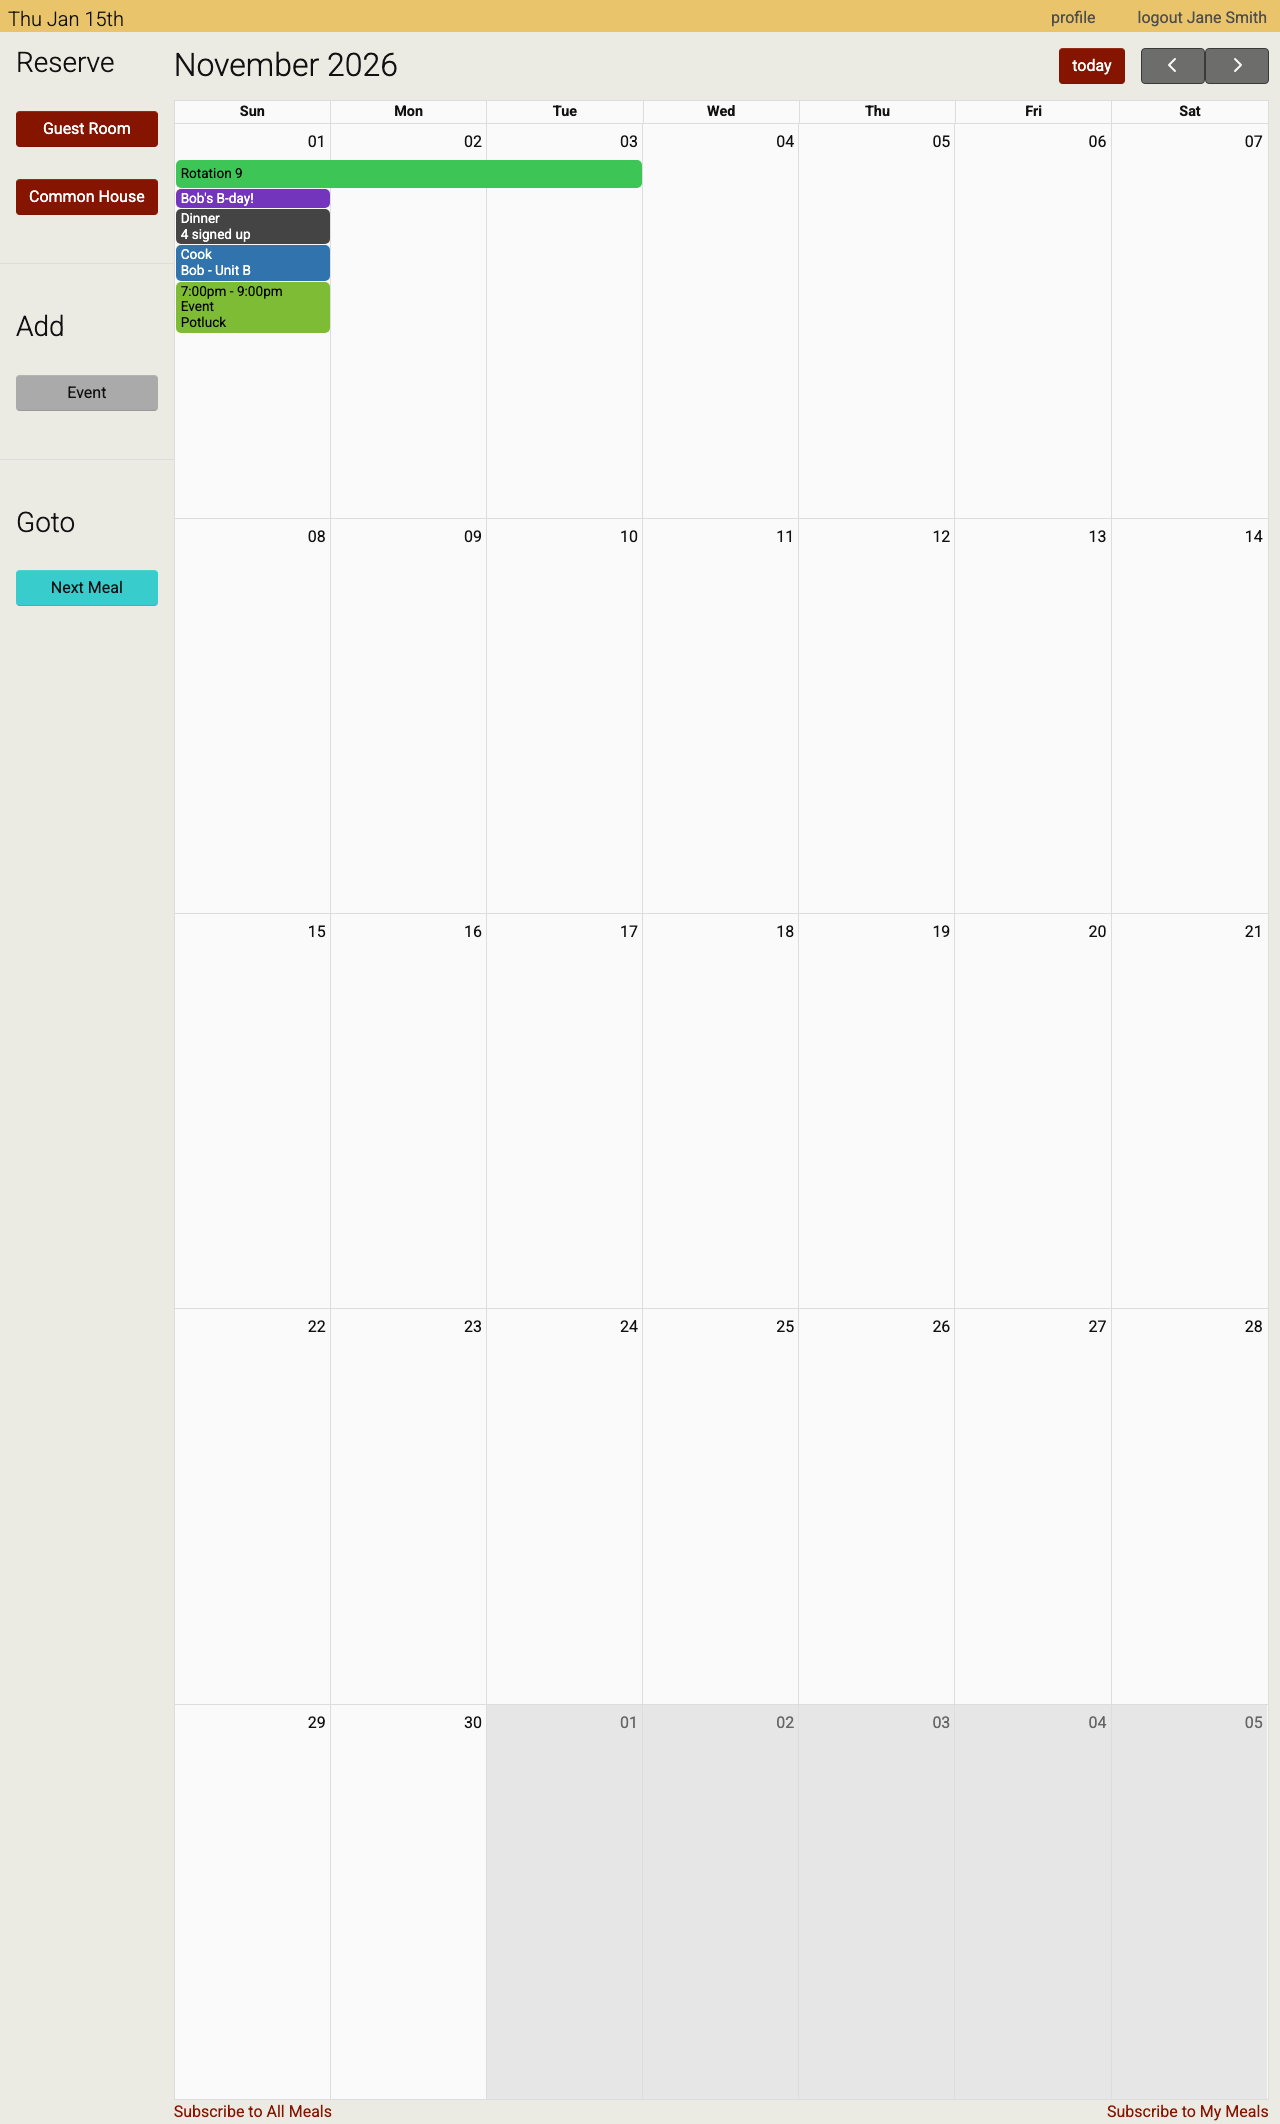 Thu Jan 15th
profile
logout Jane Smith
Reserve
Guest Room
Common House
Add
Event
Goto
Next Meal
November 2026
today
Sun Mon Tue Wed Thu Fri Sat
01 02 03 04 05 06 07
Rotation 9
Bob's B-day!
Dinner
4 signed up
Cook
Bob - Unit B
7:00pm - 9:00pm
Event
Potluck
08 09 10 11 12 13 14
15 16 17 18 19 20 21
22 23 24 25 26 27 28
29 30 01 02 03 04 05
Subscribe to All Meals
Subscribe to My Meals